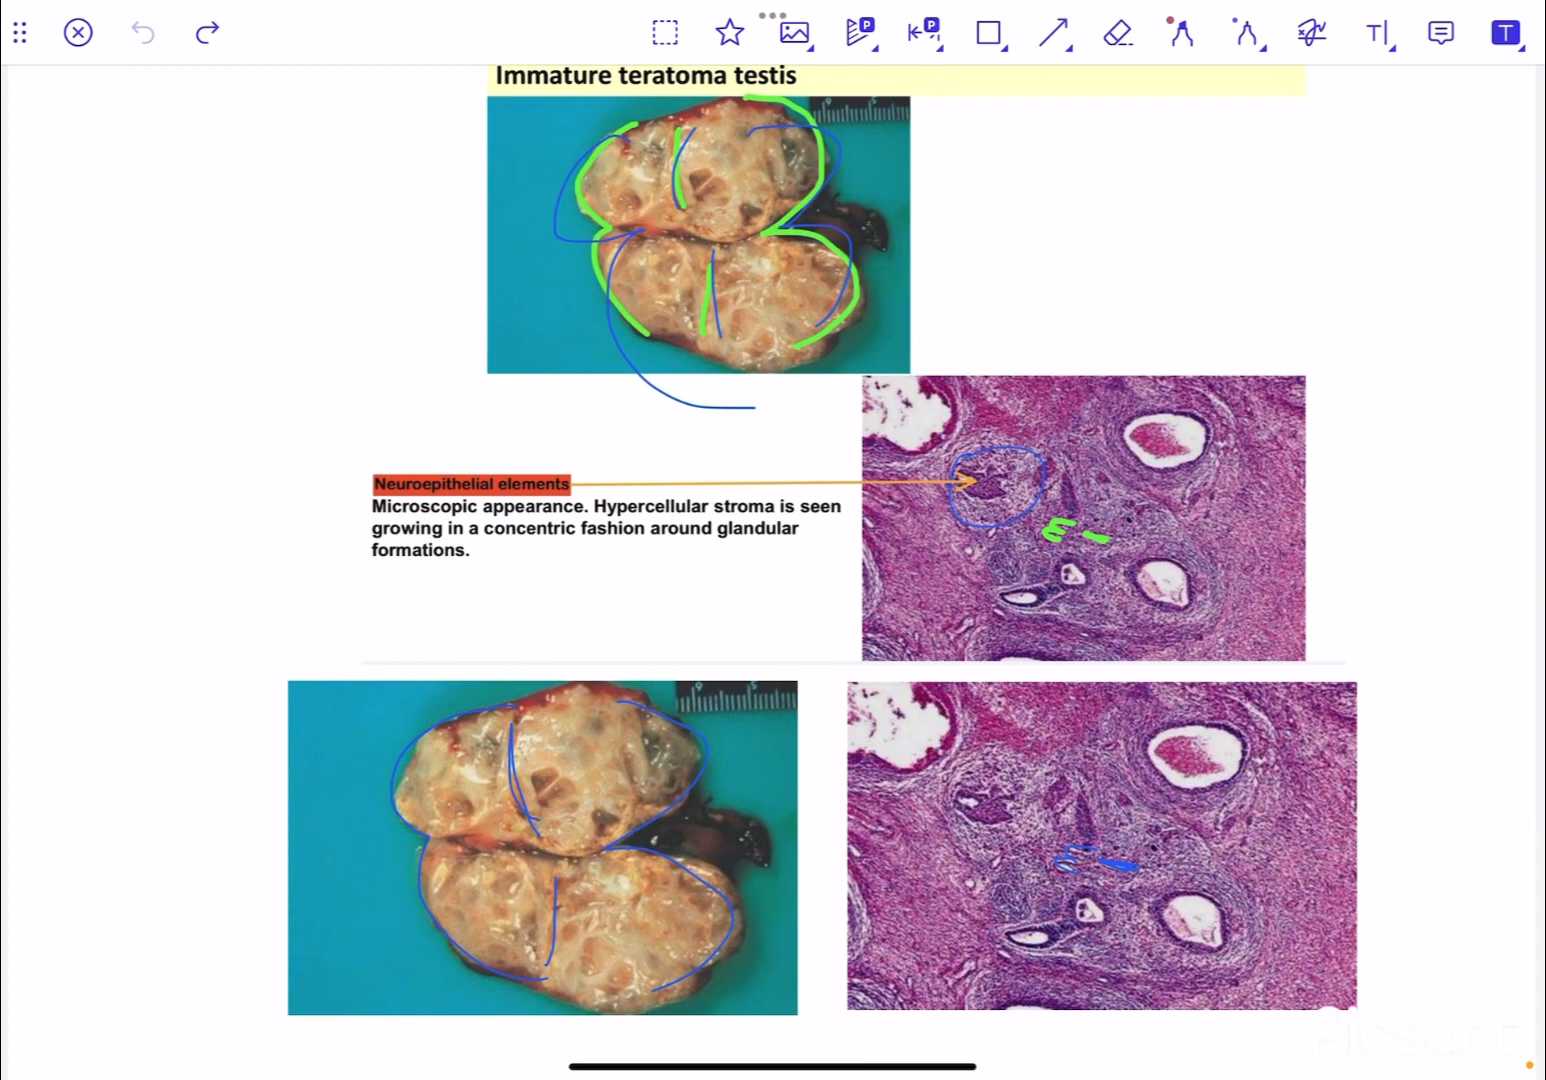 Immature teratoma testis
Neuroepithelial elements
Microscopic appearance. Hypercellular stroma is seen
growing in a concentric fashion around glandular
formations.